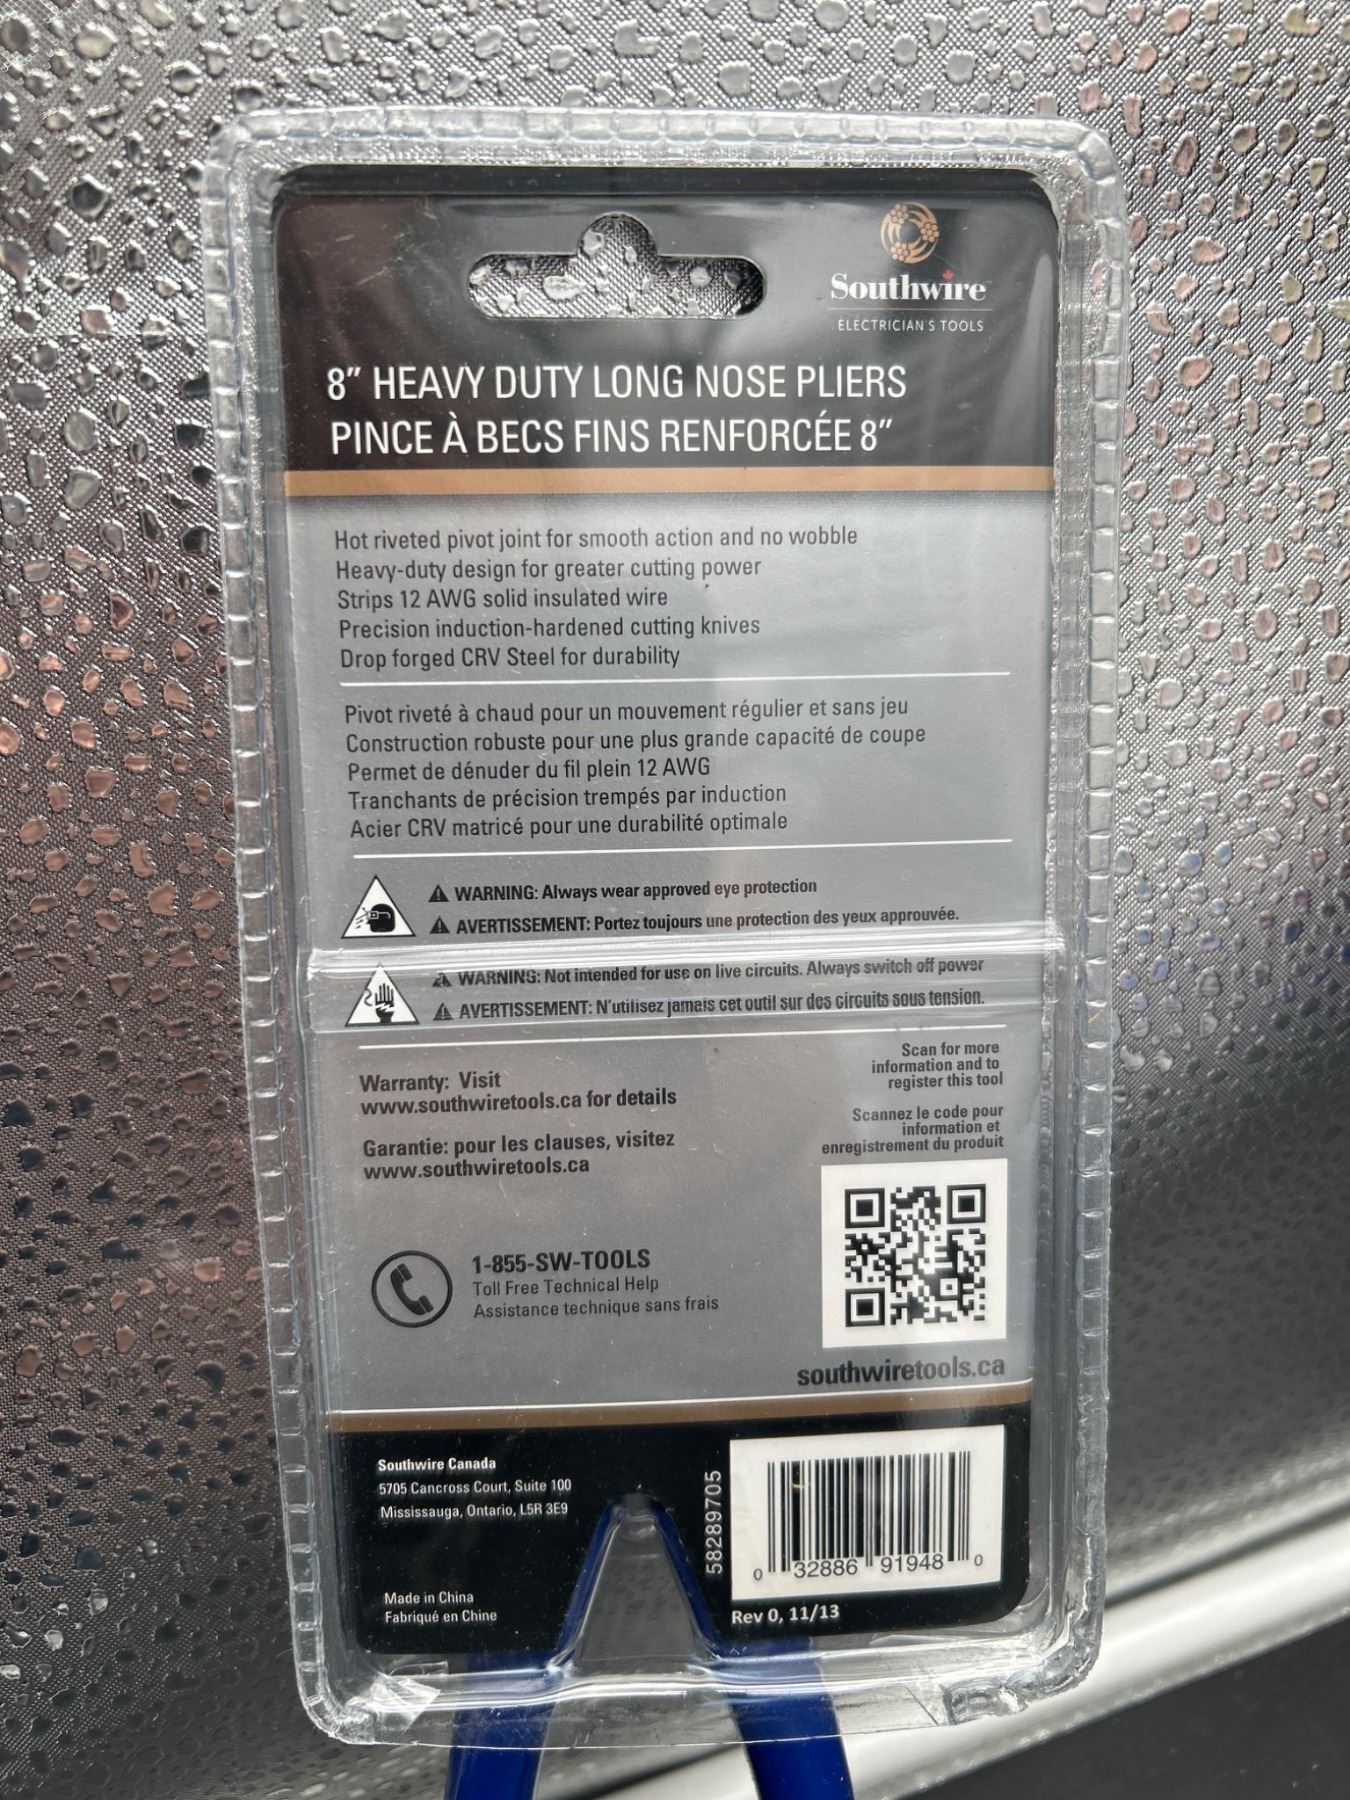 Southwire
ELECTRICIAN'S TOOLS
8" HEAVY DUTY LONG NOSE PLIERS
PINCE À BECS FINS RENFORCÉE 8"
Hot riveted pivot joint for smooth action and no wobble
Heavy-duty design for greater cutting power
Strips 12 AWG solid insulated wire
Precision induction-hardened cutting knives
Drop forged CRV Steel for durability
Pivot riveté à chaud pour un mouvement régulier et sans jeu
Construction robuste pour une plus grande capacité de coupe
Permet de dénuder du fil plein 12 AWG
Tranchants de précision trempés par induction
Acier CRV matricé pour une durabilité optimale
WARNING: Always wear approved eye protection
AVERTISSEMENT: Portez toujours une protection des yeux approuvée.
WARNING: Not intended for use on live circuits. Always switch off power
AVERTISSEMENT: N'utilisez jamais cet outil sur des circuits sous tension.
Warranty: Visit
www.southwiretools.ca for details
Garantie: pour les clauses, visitez
www.southwiretools.ca
Scan for more
information and to
register this tool
Scannez le code pour
information et
enregistrement du produit
1-855-SW-TOOLS
Toll Free Technical Help
Assistance technique sans frais
southwiretools.ca
Southwire Canada
5705 Cancross Court, Suite 100
Mississauga, Ontario, L5R 3E9
Made in China
Fabriqué en Chine
58289705
0 32886 91948 0
Rev 0, 11/13